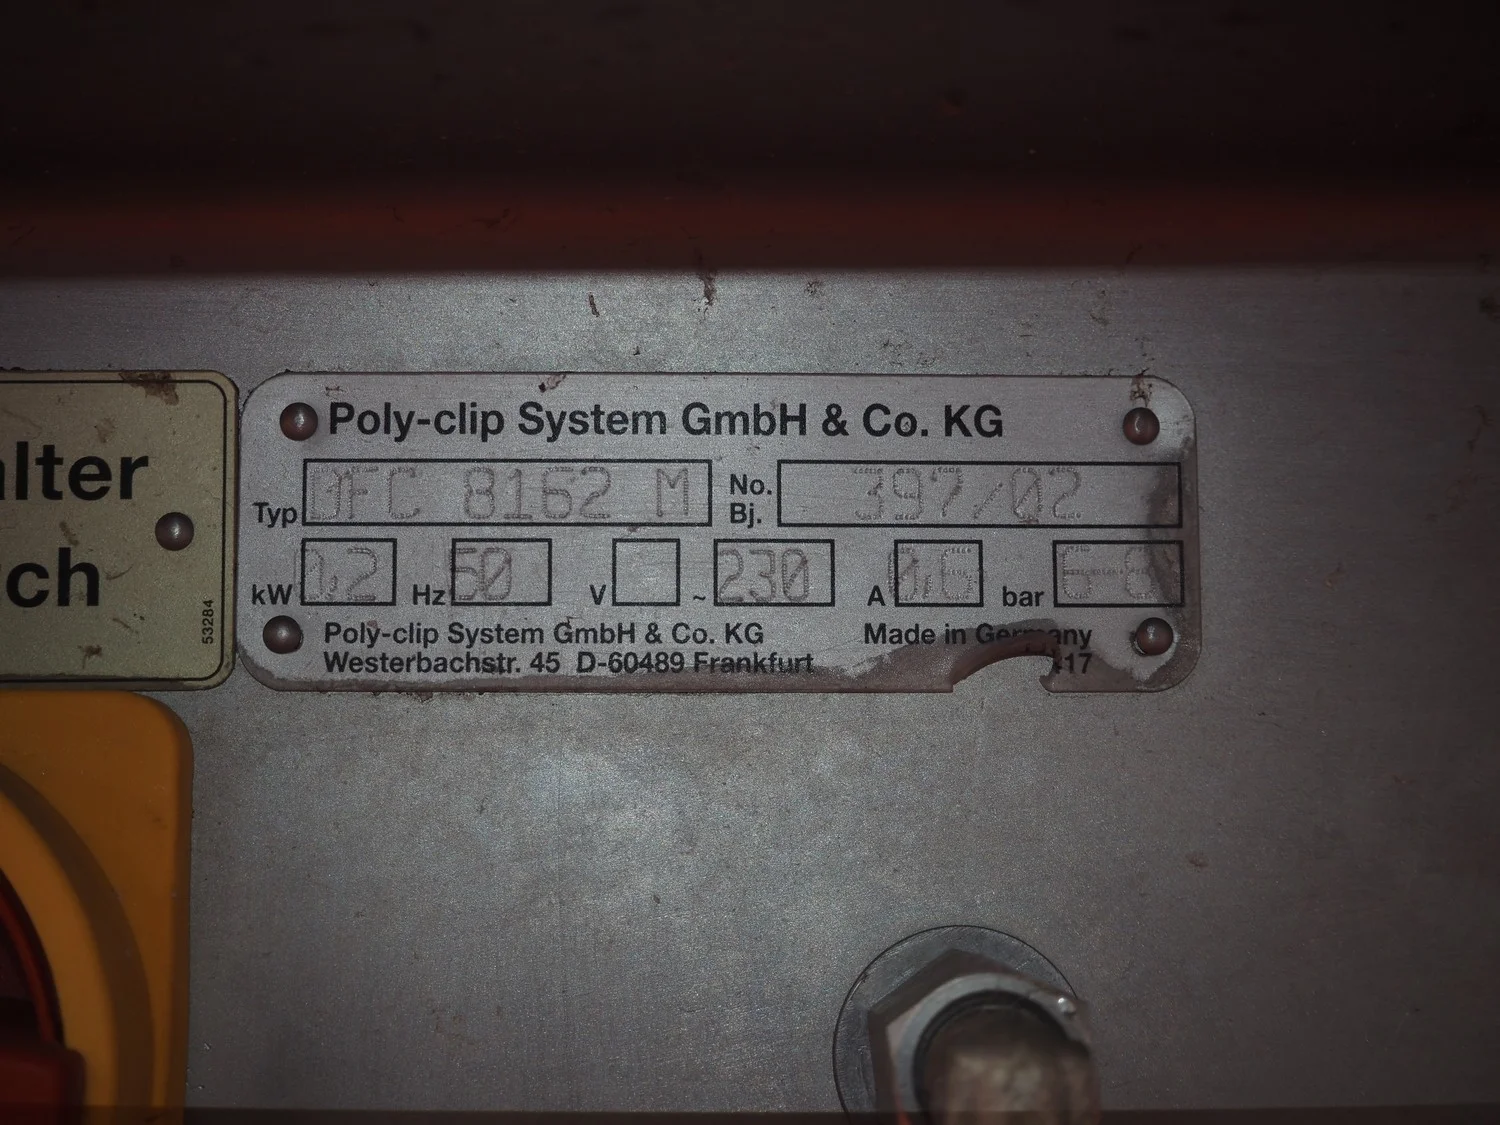 alter
ch
53284
Poly-clip System GmbH & Co. KG
Typ DFC 8162 M No. Bj. 397/02
kW 0,2 Hz 50 V ~ 230 A 0,6 bar
Poly-clip System GmbH & Co. KG Made in Germany
Westerbachstr. 45 D-60489 Frankfurt 17